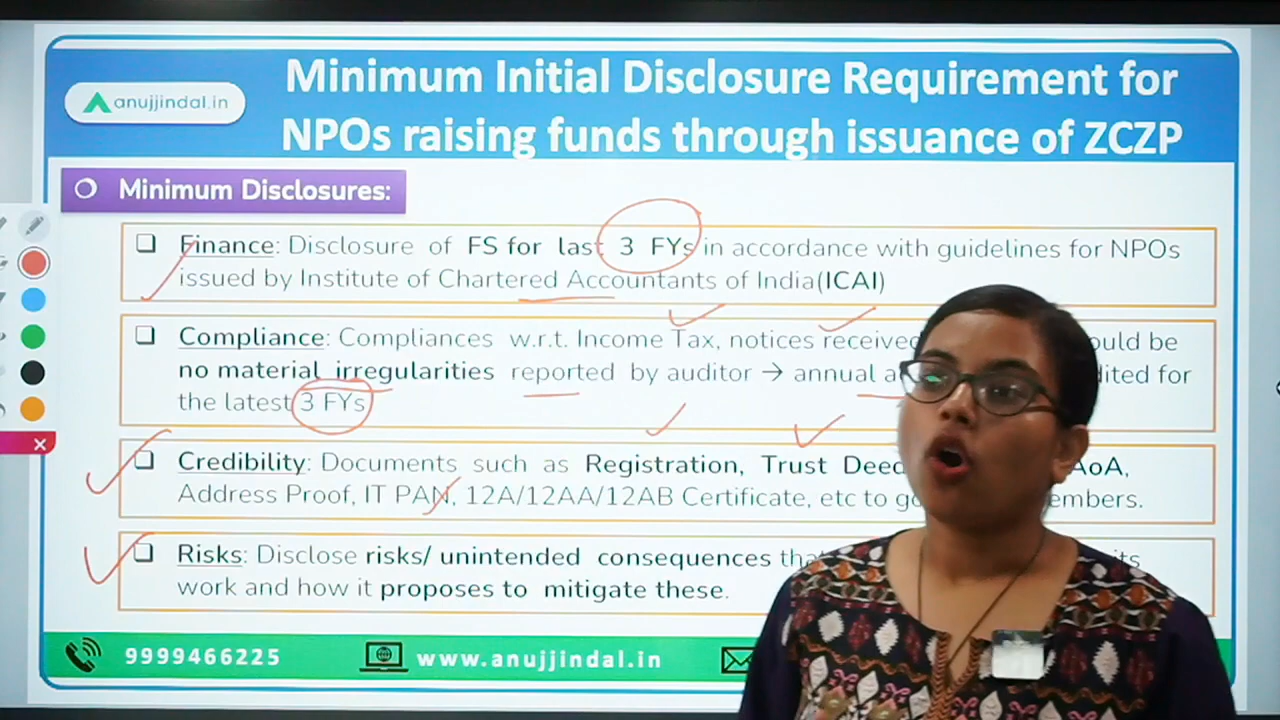 Minimum Initial Disclosure Requirement for
anujjindal.in
NPOs raising funds through issuance of ZCZP
Minimum Disclosures:
Finance: Disclosure of FS for last 3 FYs in accordance with guidelines for NPOs
issued by Institute of Chartered Accountants of India(ICAI)
Compliance: Compliances w.r.t. Income Tax, notices received be
no material irregularities reported by auditor → annual for
the latest 3 FYs
Credibility: Documents such as Registration, Trust AoA,
Address Proof, IT PAN, 12A/12AA/12AB Certificate, etc to
Risks: Disclose risks/ unintended consequences its
work and how it proposes to mitigate these.
9999466225 www.anujjindal.in